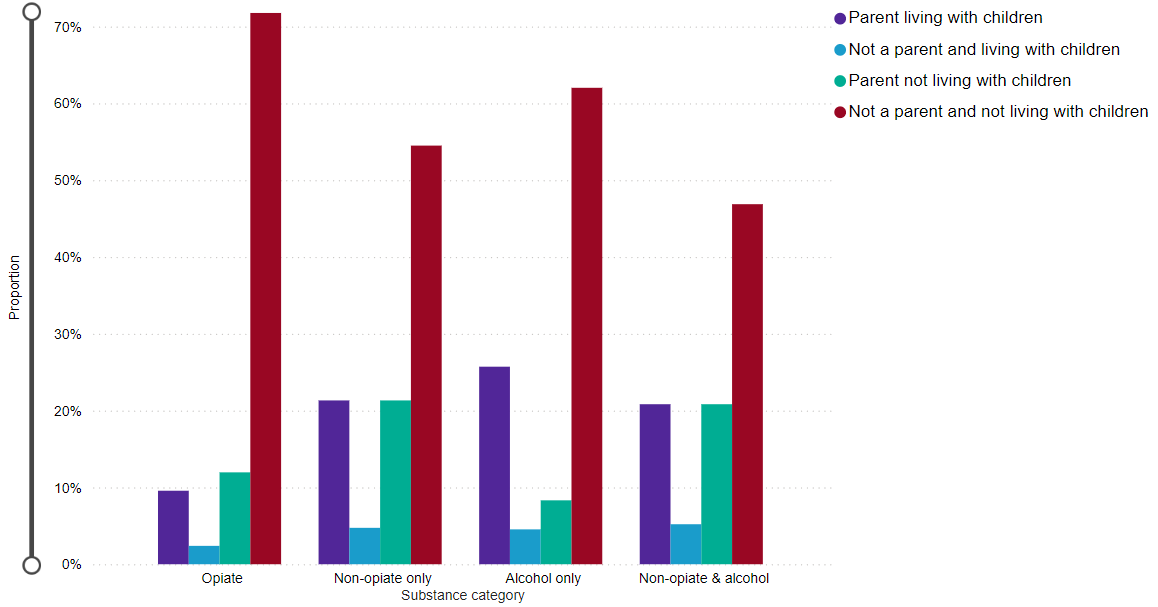 70%
60%
50%
40%
30%
20%
10%
0%
Proportion
Opiate
Non-opiate only
Alcohol only
Non-opiate & alcohol
Substance category
Parent living with children
Not a parent and living with children
Parent not living with children
Not a parent and not living with children